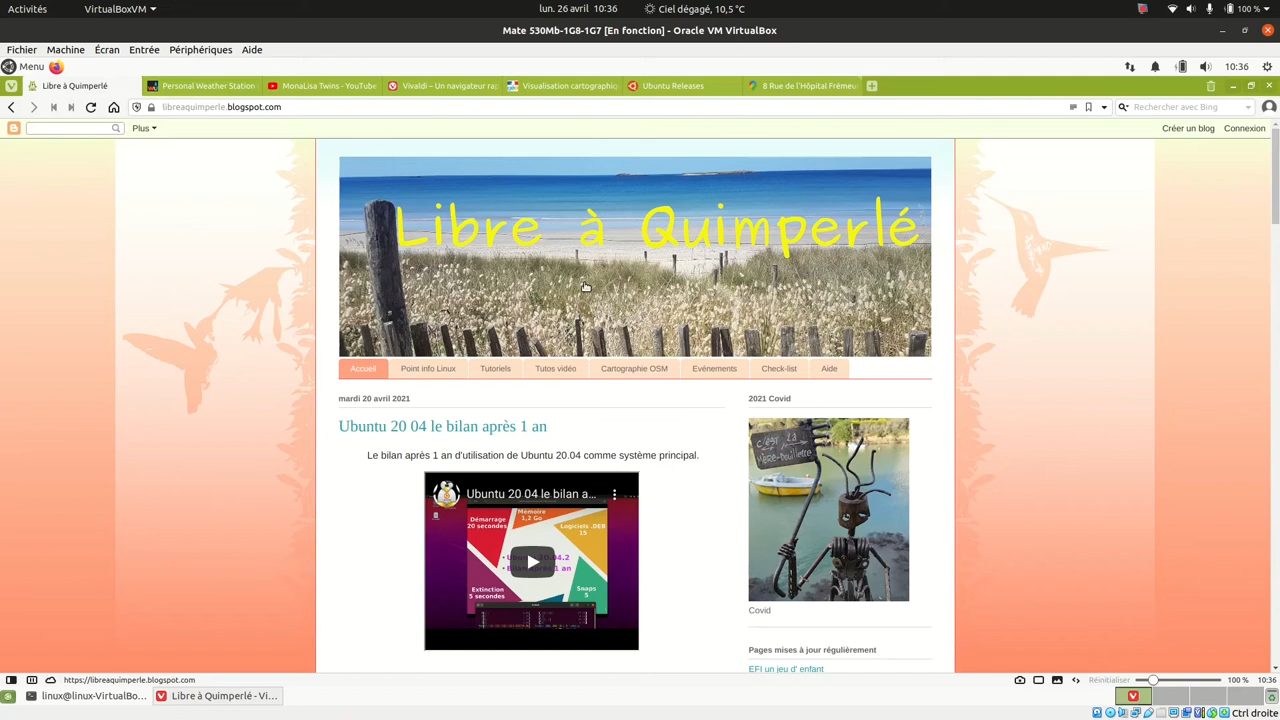 Activités VirtualBoxVM lun. 26 avril 10:36 Ciel dégagé, 10,5 °C 100 %
Mate 530Mb-1G8-1G7 [En fonction] - Oracle VM VirtualBox
Fichier Machine Écran Entrée Périphériques Aide
Menu 10:36
Libre à Quimperlé Personal Weather Station MonaLisa Twins - YouTube Vivaldi – Un navigateur ra Visualisation cartographiq Ubuntu Releases 8 Rue de l'Hôpital Frémeur
libreaquimperle.blogspot.com Rechercher avec Bing
Plus Créer un blog Connexion
Libre à Quimperlé
Accueil Point info Linux Tutoriels Tutos vidéo Cartographie OSM Evénements Check-list Aide
mardi 20 avril 2021
Ubuntu 20 04 le bilan après 1 an
Le bilan après 1 an d'utilisation de Ubuntu 20.04 comme système principal.
Ubuntu 20 04 le bilan a...
Mémoire
1,2 Go
Démarrage
20 secondes
Logiciels .DEB
15
Extinction
5 secondes
Snaps
5
2021 Covid
c'est LA
Covid
Pages mises à jour régulièrement
EFI un jeu d' enfant
https://libreaquimperle.blogspot.com Réinitialiser 100 % 10:36
linux@linux-VirtualBo... Libre à Quimperlé - Vi...
Ctrl droite